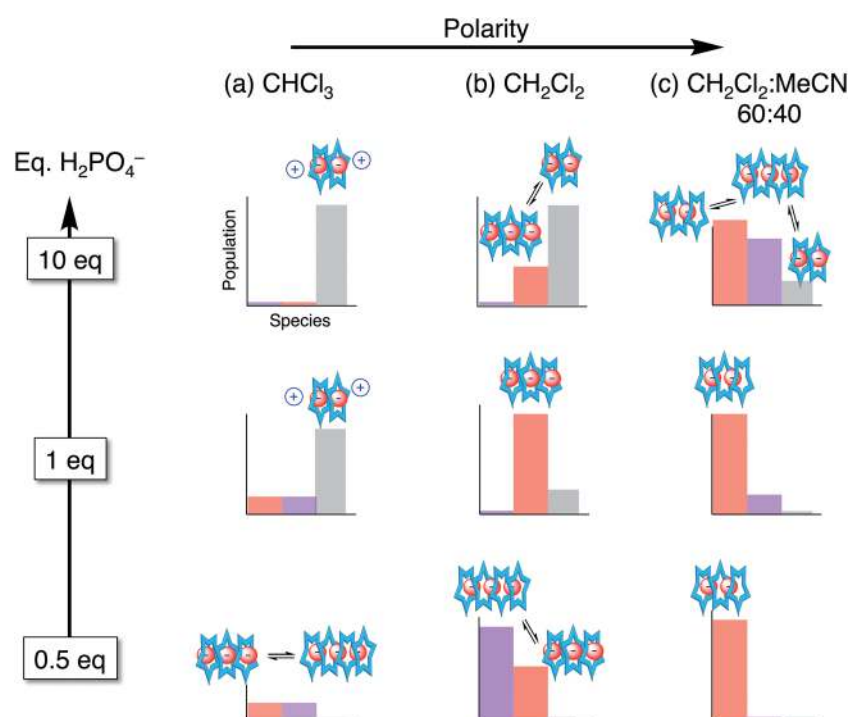 Polarity
(a) CHCl₃
(b) CH₂Cl₂
(c) CH₂Cl₂:MeCN
60:40
Eq. H₂PO₄⁻
10 eq
Population
Species
1 eq
0.5 eq